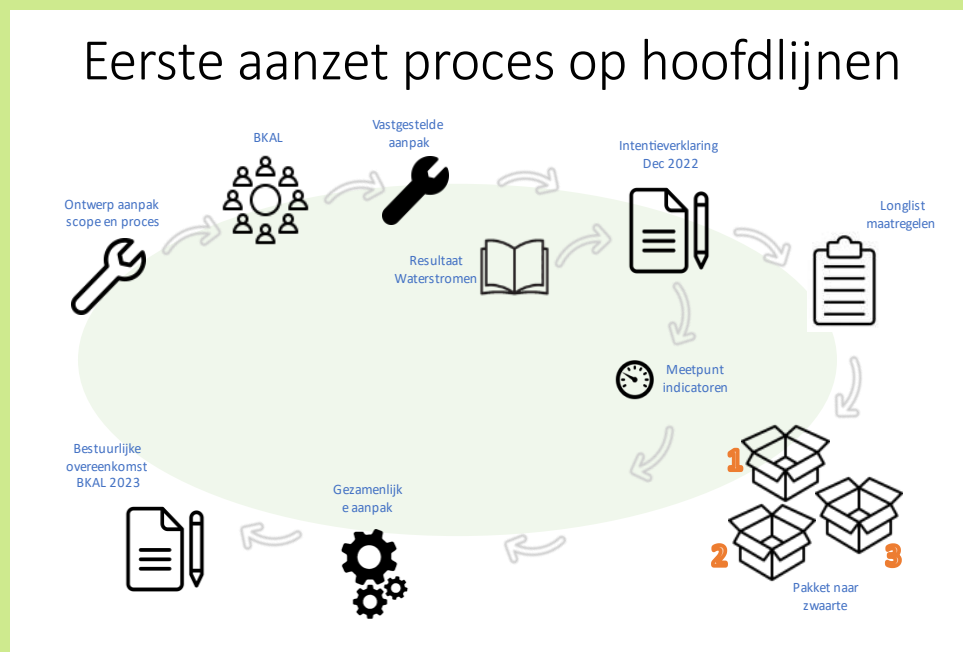 Eerste aanzet proces op hoofdlijnen
Ontwerp aanpak
scope en proces
BKAL
Vastgestelde
aanpak
Resultaat
Waterstromen
Intentieverklaring
Dec 2022
Longlist
maatregelen
Meetpunt
indicatoren
1
2
3
Pakket naar
zwaarte
Gezamenlijk
e aanpak
Bestuurlijke
overeenkomst
BKAL 2023